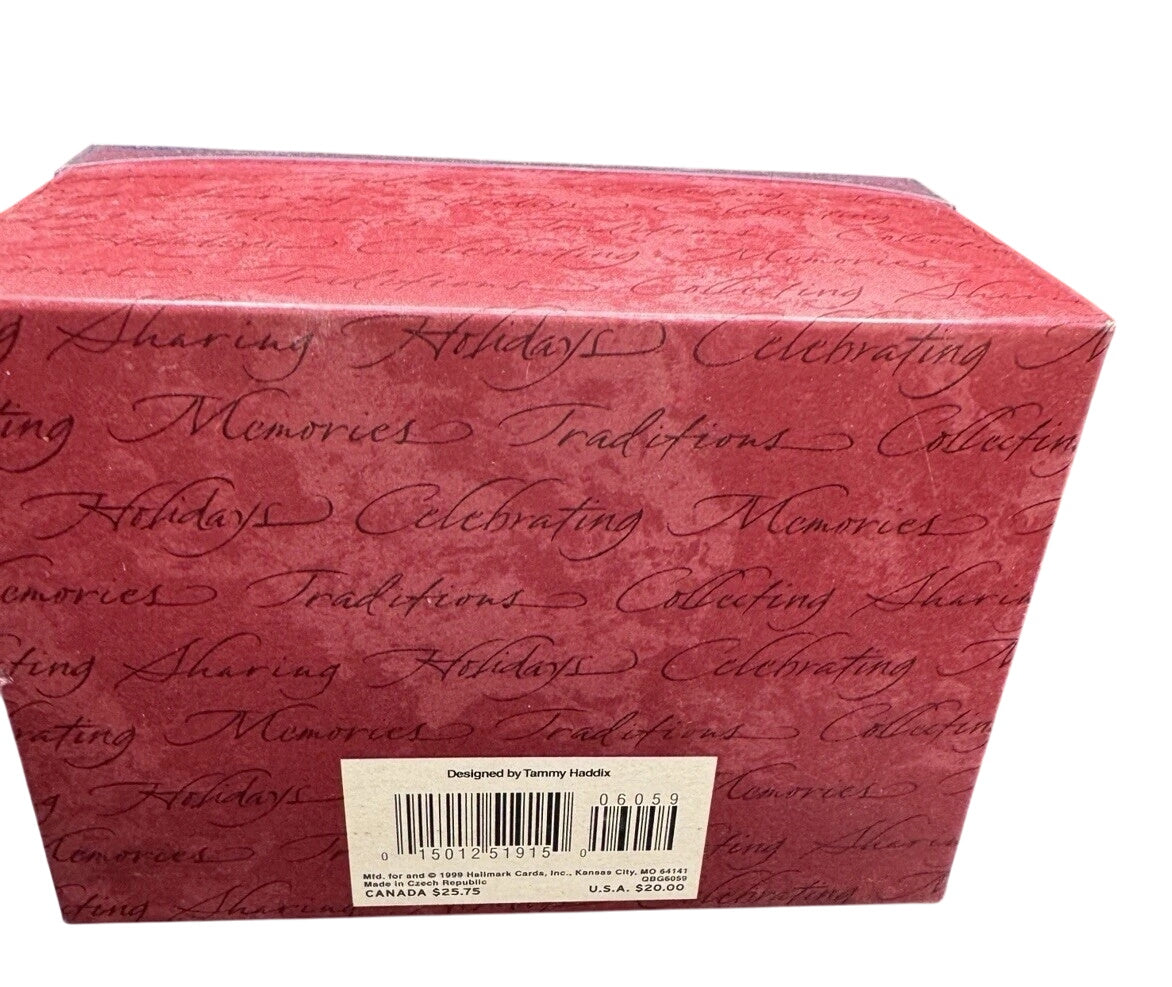 Sharing Holidays Celebrating
Memories Traditions Collecting
Holidays Celebrating Memories
Traditions Collecting Sharing
Sharing Holidays Celebrating
Memories Traditions Collecting
Holidays
Designed by Tammy Haddix
06059
0 15012 51915 0
Mfd. for and © 1999 Hallmark Cards, Inc., Kansas City, MO 64141
QBG6059
Made in Czech Republic
CANADA $25.75 U.S.A. $20.00
Sharing